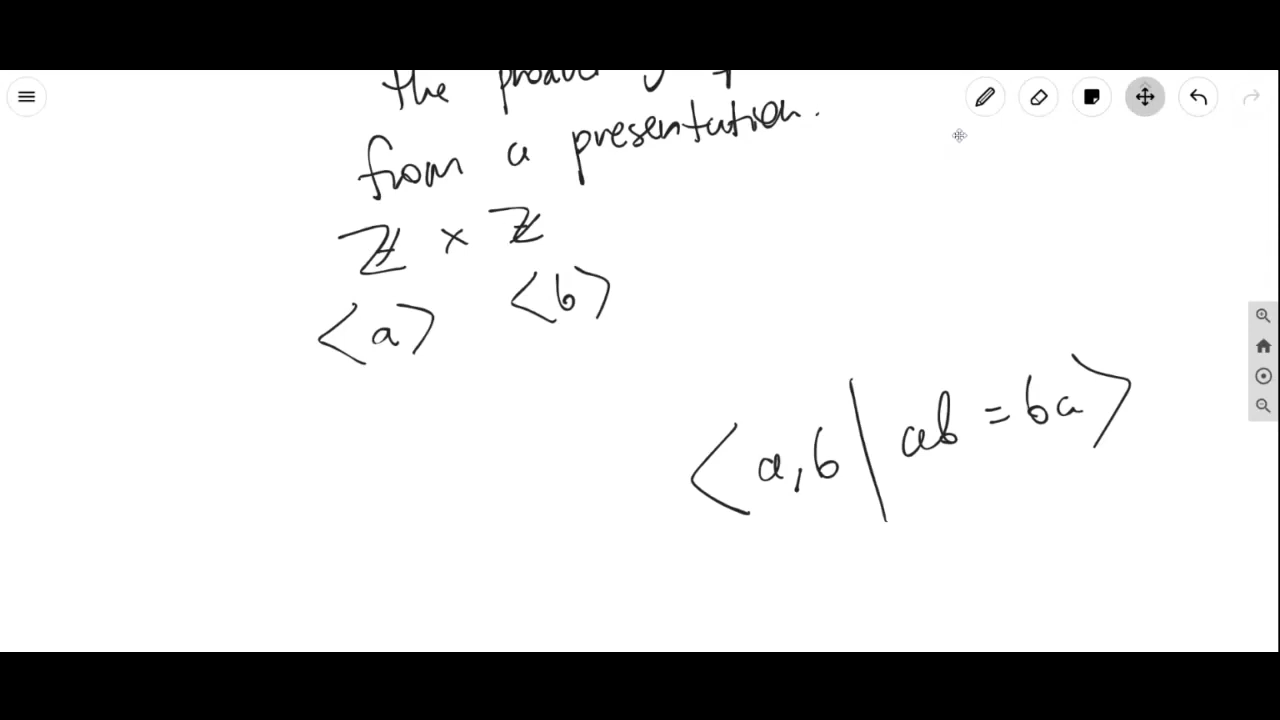 the
from a presentation.
ℤ × ℤ
<a> <b>
<a,b | ab = ba>